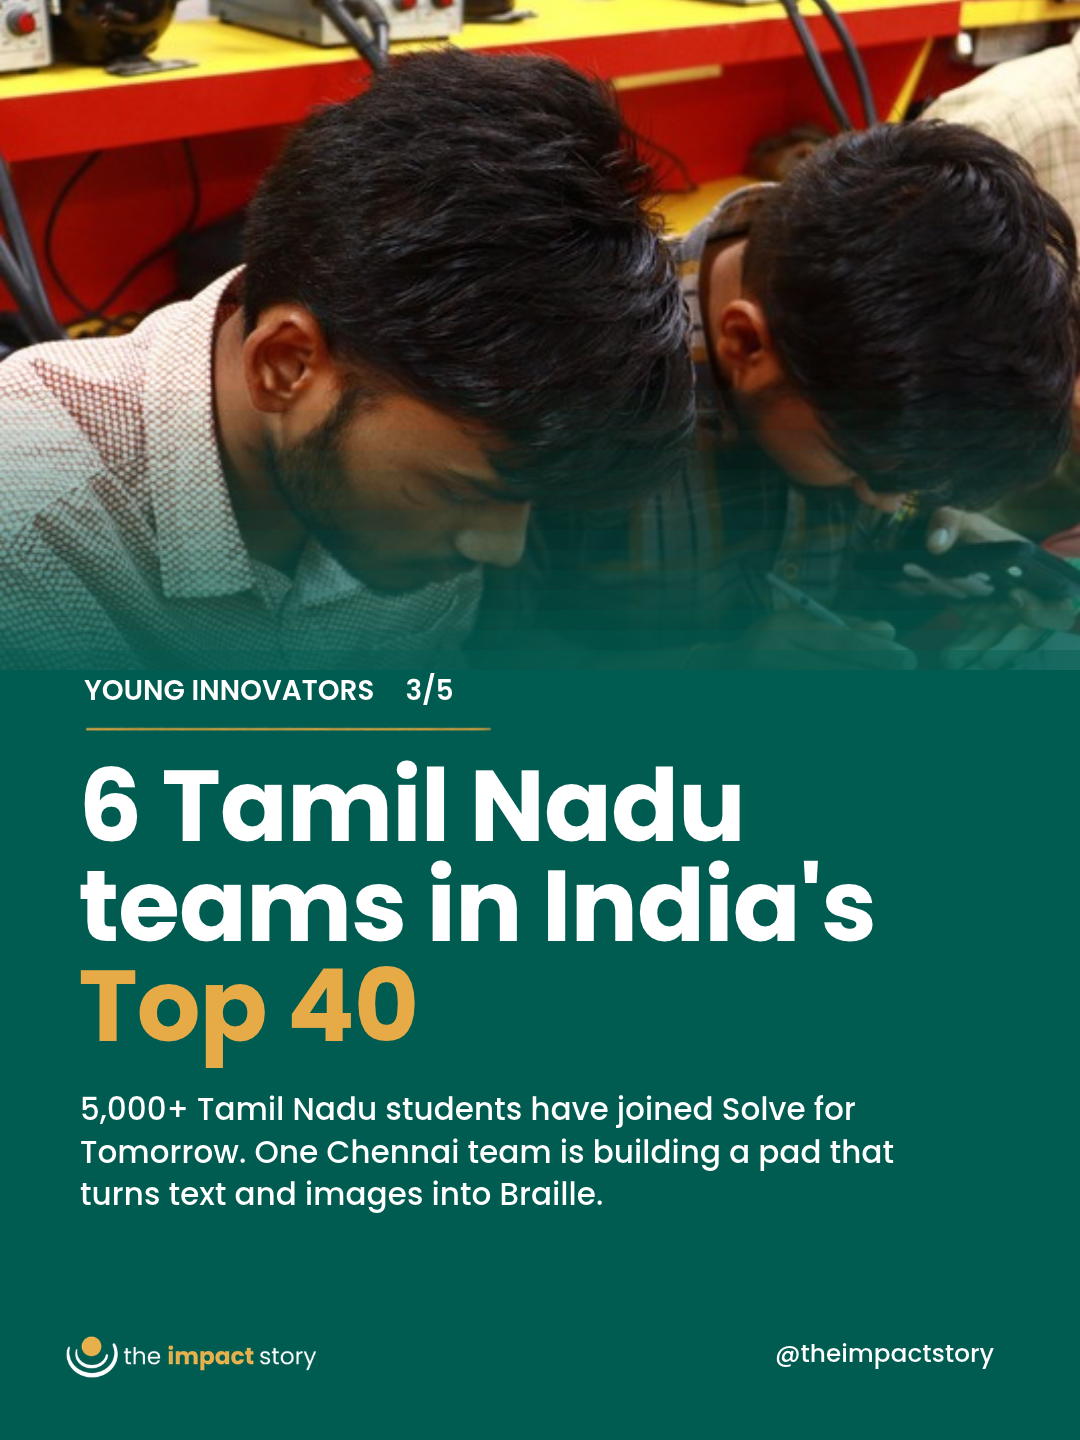 YOUNG INNOVATORS 3/5
6 Tamil Nadu
teams in India's
Top 40
5,000+ Tamil Nadu students have joined Solve for
Tomorrow. One Chennai team is building a pad that
turns text and images into Braille.
the impact story
@theimpactstory